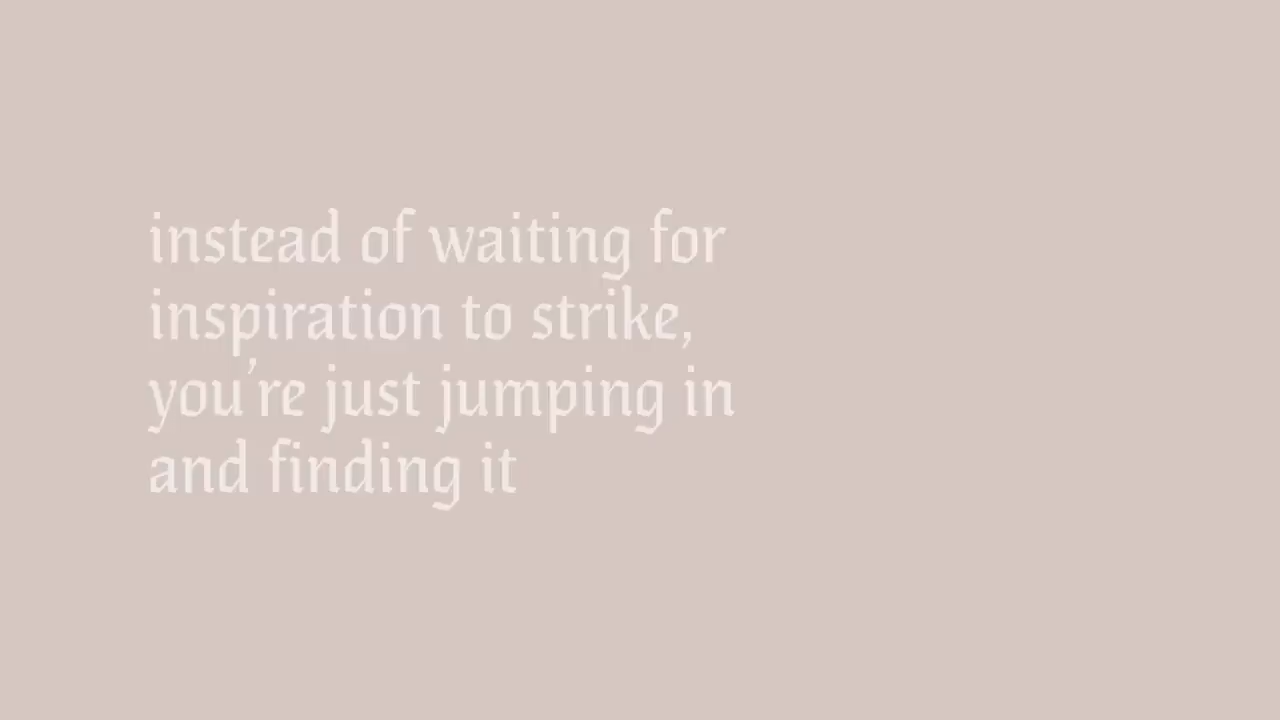 instead of waiting for
inspiration to strike,
you’re just jumping in
and finding it